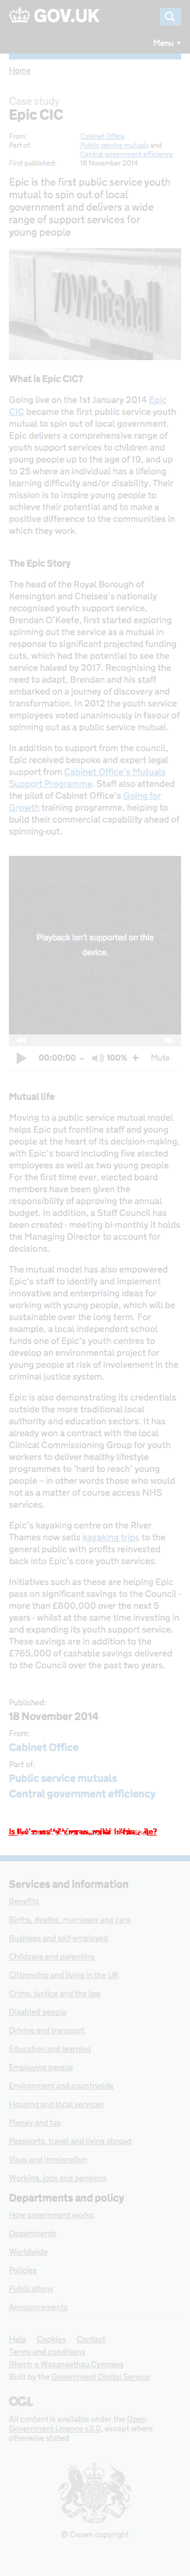 GOV.UK
Menu
Home
Case study
Epic CIC
From: Cabinet Office
Part of: Public service mutuals and
Central government efficiency
First published: 18 November 2014
Epic is the first public service youth
mutual to spin out of local
government and delivers a wide
range of support services for
young people
What is Epic CIC?
Going live on the 1st January 2014 Epic
CIC became the first public service youth
mutual to spin out of local government.
Epic delivers a comprehensive range of
youth support services to children and
young people up to the age of 19, and up
to 25 where an individual has a lifelong
learning difficulty and/or disability. Their
mission is to inspire young people to
achieve their potential and to make a
positive difference to the communities in
which they work.
The Epic Story
The head of the Royal Borough of
Kensington and Chelsea's nationally
recognised youth support service,
Brendan O'Keefe, first started exploring
spinning out the service as a mutual in
response to significant impending funding
cuts, which had projected the youth
service halved by 2017. Recognising the
need to adapt, Brendan and his staff
embarked on a journey of discovery and
transformation. In 2012 the youth service
employees voted unanimously in favour of
spinning out as a public service mutual.
In addition to support from the council,
Epic received bespoke and expert legal
support from Cabinet Office's Mutuals
Support Programme. Staff also attended
the pilot of Cabinet Office's Going for
Growth training programme, helping to
build their commercial capability ahead of
spinning-out.
Playback isn't supported on this
device.
00:00:00 - 100% + Mute
Mutual life
Moving to a public service mutual model
helps Epic put frontline staff and young
people at the heart of its decision-making,
with Epic's board including five elected
employees as well as two young people.
For the first time ever, elected board
members have been given the
responsibility of approving the annual
budget. In addition, a Staff Council has
been created - meeting bi-monthly it holds
the Managing Director to account for
decisions.
The mutual model has also empowered
Epic's staff to identify and implement
innovative and enterprising ideas for
working with young people, which will be
sustainable over the long term. For
example, a local independent school
funds one of Epic's youth centres to
develop an environmental project for
young people at risk of involvement in the
criminal justice system.
Epic is also demonstrating its credentials
outside the more traditional local
authority and education sectors. It has
already won a contract with the local
Clinical Commissioning Group for youth
workers to deliver healthy lifestyle
programmes to 'hard to reach' young
people – in other words those who would
not as a matter of course access NHS
services.
Epic's kayaking centre on the River
Thames now sells kayaking trips to the
general public with profits reinvested
back into Epic's core youth services.
Initiatives such as these are helping Epic
pass on significant savings to the Council -
more than £800,000 over the next 5
years - whilst at the same time investing in
and expanding its youth support services.
These savings are in addition to the
£765,000 of cashable savings delivered
to the Council over the past two years.
Published:
18 November 2014
From:
Cabinet Office
Part of:
Public service mutuals
Central government efficiency
Services and information
Benefits
Births, deaths, marriages and care
Business and self-employed
Childcare and parenting
Citizenship and living in the UK
Crime, justice and the law
Disabled people
Driving and transport
Education and learning
Employing people
Environment and countryside
Housing and local services
Money and tax
Passports, travel and living abroad
Visas and immigration
Working, jobs and pensions
Departments and policy
How government works
Departments
Worldwide
Policies
Publications
Announcements
Help Cookies Contact
Terms and conditions
Rhestr o Wasanaethau Cymraeg
Built by the Government Digital Service
OGL
All content is available under the Open
Government Licence v3.0, except where
otherwise stated
© Crown copyright